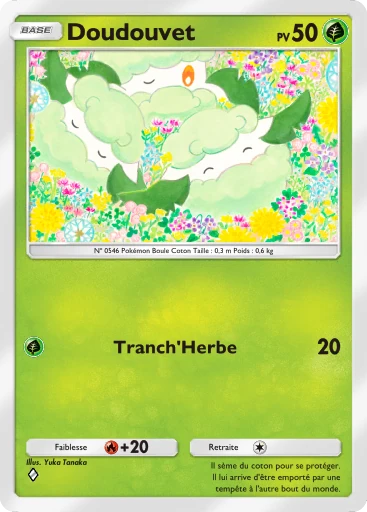 BASE Doudouvet PV 50
N° 0546 Pokémon Boule Coton Taille : 0,3 m Poids : 0,6 kg
Tranch'Herbe 20
Faiblesse +20 Retraite
Illus. Yuka Tanaka
Il sème du coton pour se protéger.
Il lui arrive d'être emporté par une
tempête à l'autre bout du monde.